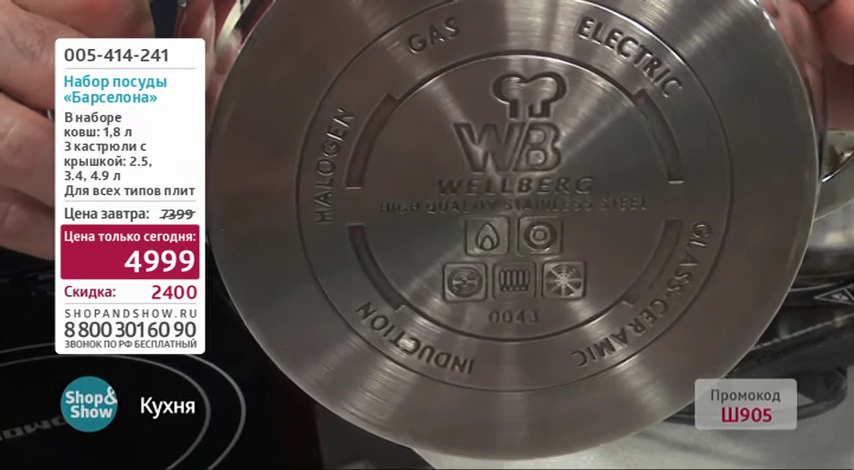 005-414-241
Набор посуды
«Барселона»
В наборе
ковш: 1,8 л
3 кастрюли с
крышкой: 2.5,
3.4, 4.9 л
Для всех типов плит
Цена завтра: 7399
Цена только сегодня:
4999
Скидка: 2400
SHOPANDSHOW.RU
8 800 301 60 90
ЗВОНОК ПО РФ БЕСПЛАТНЫЙ
Shop&
Show
Кухня
GAS
ELECTRIC
HALOGEN
GLASS-CERAMIC
INDUCTION
WB
WELLBERG
HIGH QUALITY STAINLESS STEEL
0043
Промокод
Ш905